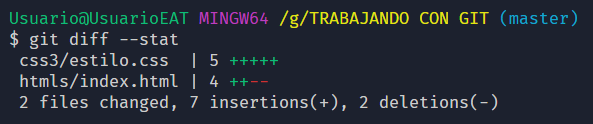 Usuario@UsuarioEAT MINGW64 /g/TRABAJANDO CON GIT (master)
$ git diff --stat
 css3/estilo.css  | 5 +++++
 htmls/index.html | 4 ++--
 2 files changed, 7 insertions(+), 2 deletions(-)